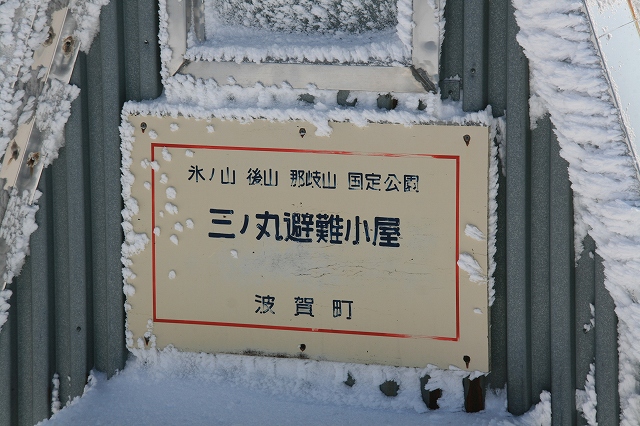 氷ノ山 後山 那岐山 国定公園
三ノ丸避難小屋
波賀町